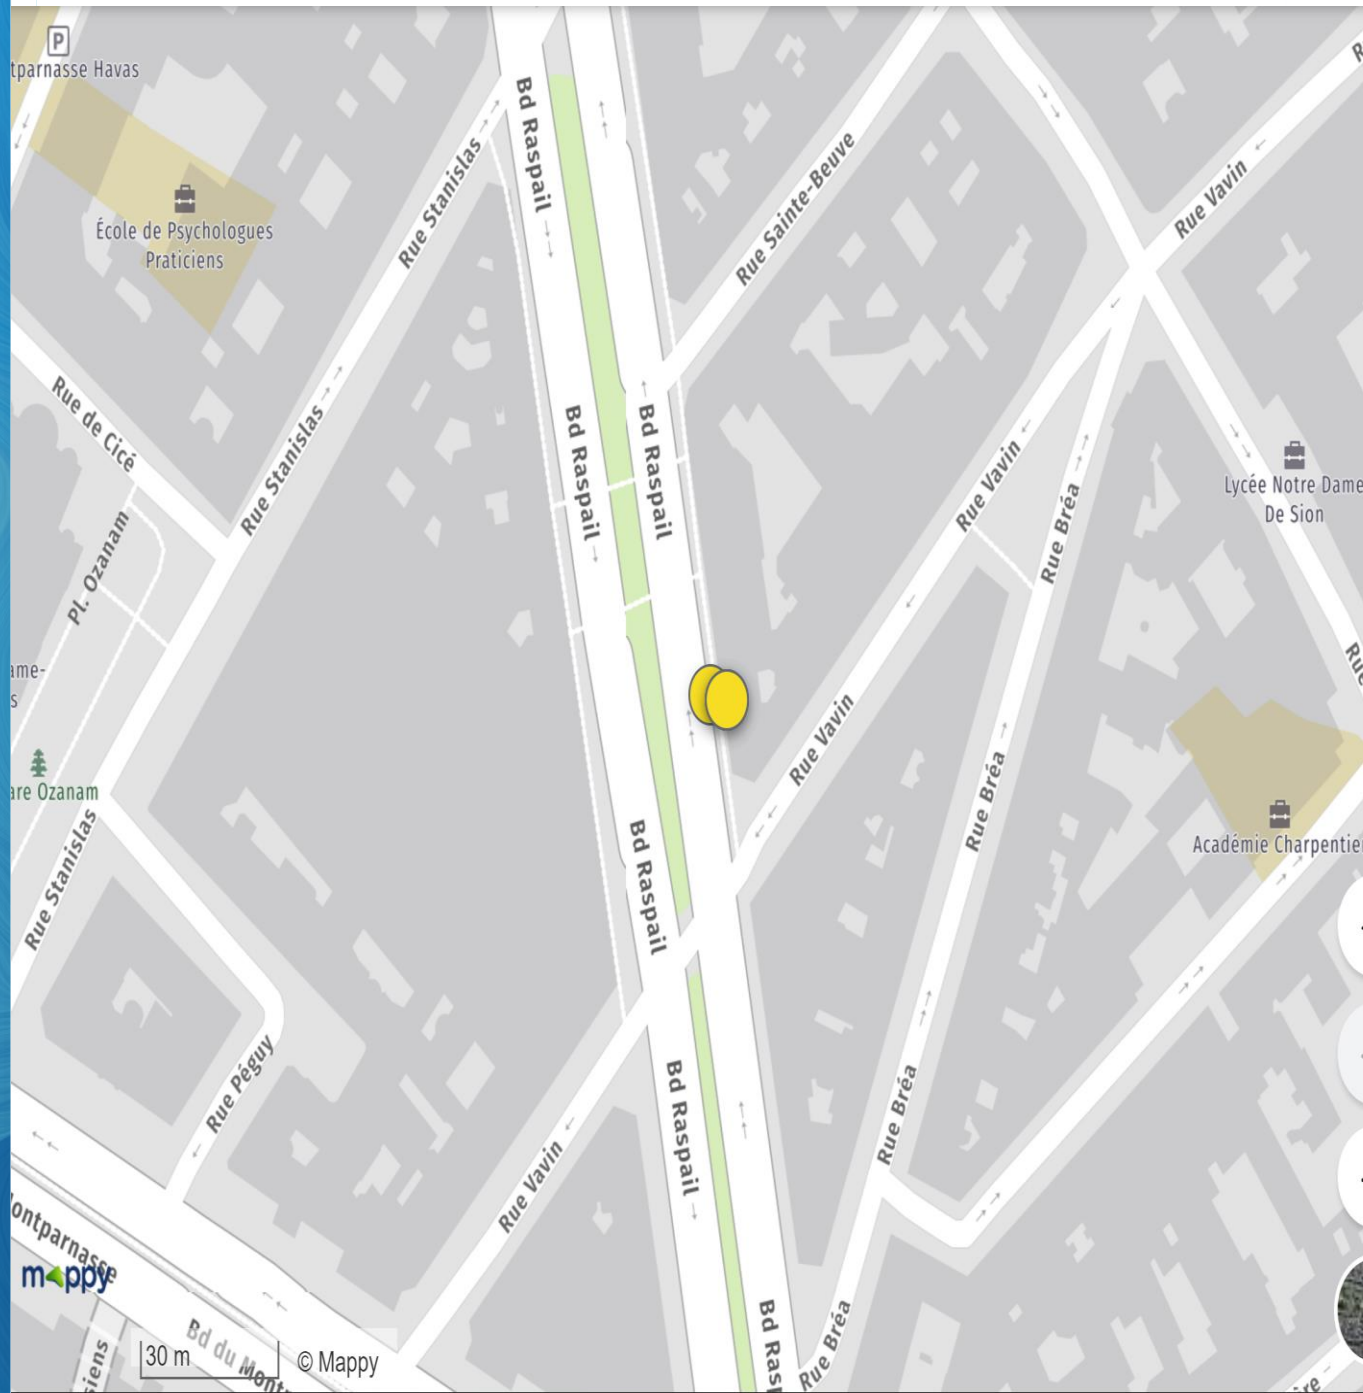 P
tparnasse Havas
École de Psychologues
Praticiens
Rue Stanislas
Bd Raspail
Rue Sainte-Beuve
Rue Vavin
R
Rue de Cicé
Rue Stanislas
Bd Raspail
Bd Raspail
Rue Vavin
Rue Bréa
Lycée Notre Dame
De Sion
Pl. Ozanam
ame-
s
Rue
are Ozanam
Rue Stanislas
Rue Vavin
Rue Bréa
Académie Charpentier
Bd Raspail
Rue Péguy
Bd Raspail
Rue Vavin
Rue Bréa
ontparnasse
mappy
Bd du Mont
siens
30 m
© Mappy
Bd Rasp
Rue Bréa
re